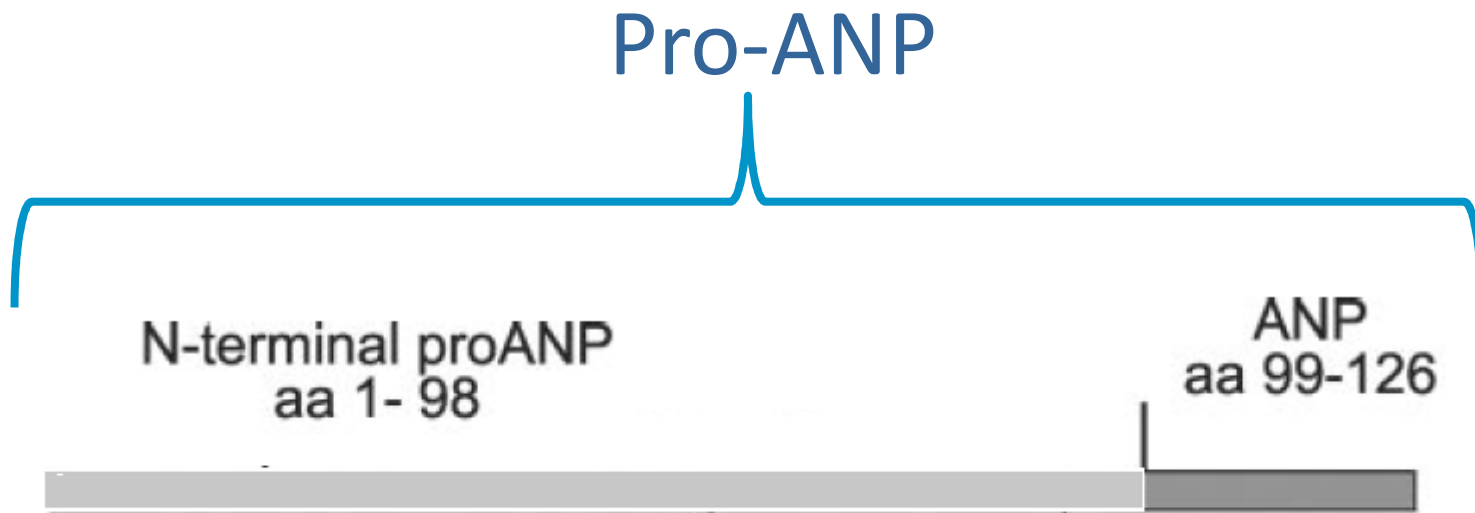 Pro-ANP
N-terminal proANP
aa 1- 98
ANP
aa 99-126